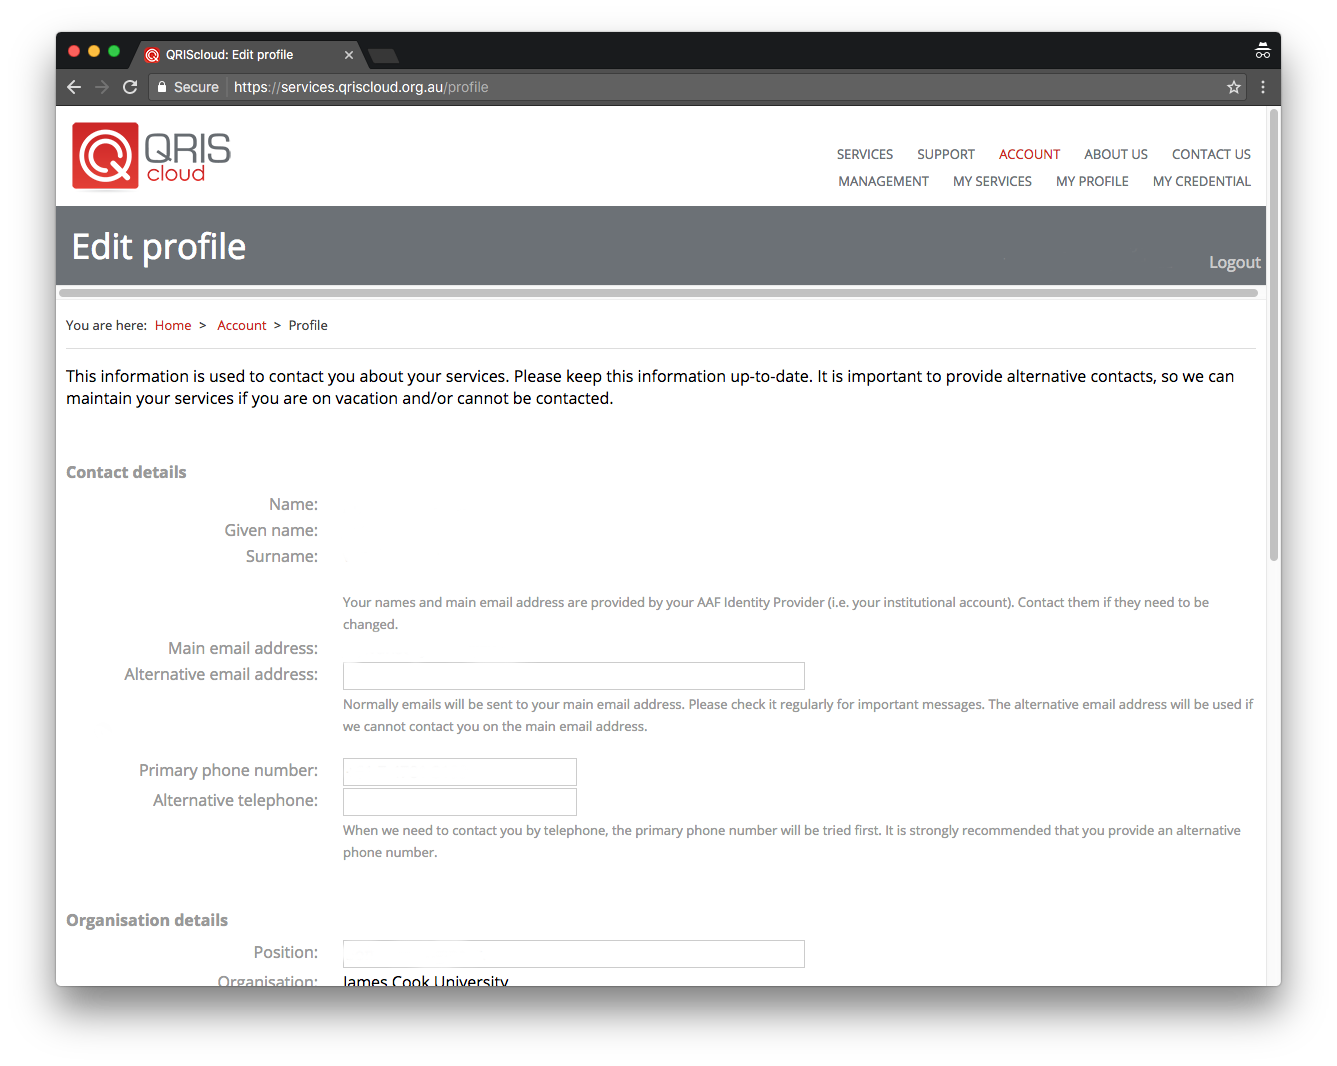 QRIScloud: Edit profile
Secure https://services.qriscloud.org.au/profile
QRIS
cloud
SERVICES SUPPORT ACCOUNT ABOUT US CONTACT US
MANAGEMENT MY SERVICES MY PROFILE MY CREDENTIAL
Edit profile
Logout
You are here: Home > Account > Profile
This information is used to contact you about your services. Please keep this information up-to-date. It is important to provide alternative contacts, so we can
maintain your services if you are on vacation and/or cannot be contacted.
Contact details
Name:
Given name:
Surname:
Your names and main email address are provided by your AAF Identity Provider (i.e. your institutional account). Contact them if they need to be
changed.
Main email address:
Alternative email address:
Normally emails will be sent to your main email address. Please check it regularly for important messages. The alternative email address will be used if
we cannot contact you on the main email address.
Primary phone number:
Alternative telephone:
When we need to contact you by telephone, the primary phone number will be tried first. It is strongly recommended that you provide an alternative
phone number.
Organisation details
Position:
Organisation: James Cook University